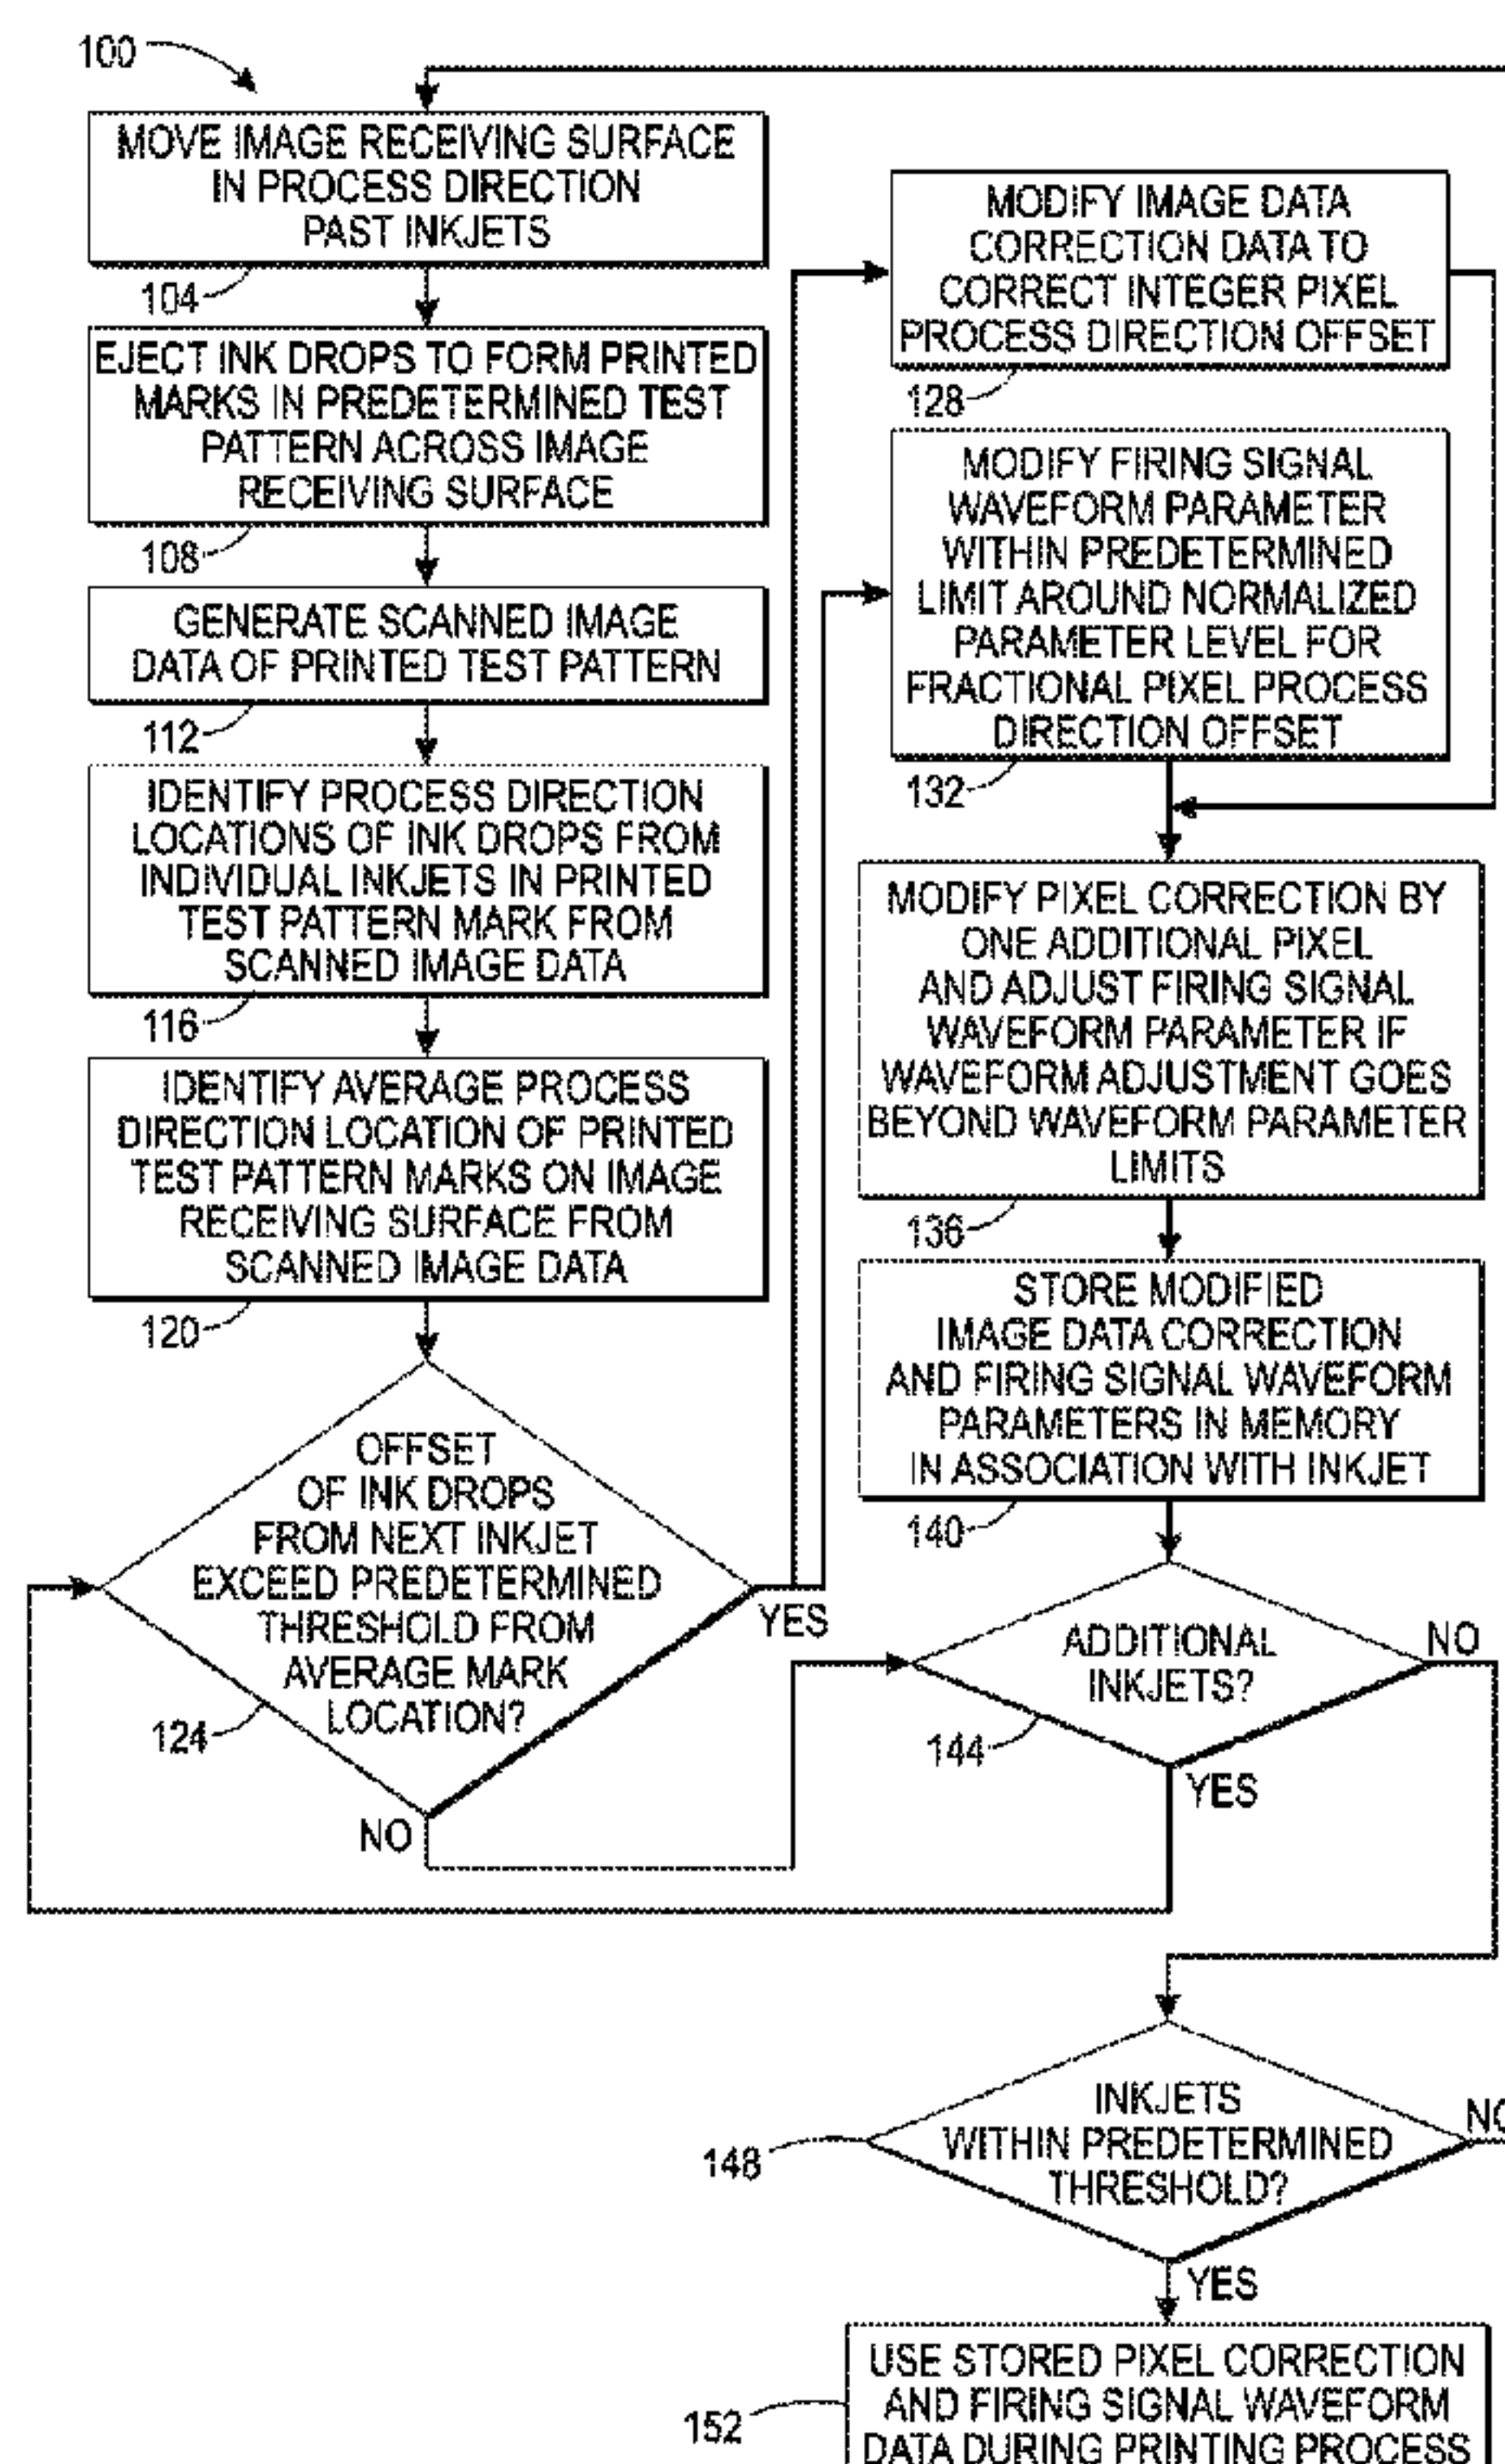 100
MOVE IMAGE RECEIVING SURFACE
IN PROCESS DIRECTION
PAST INKJETS
104
EJECT INK DROPS TO FORM PRINTED
MARKS IN PREDETERMINED TEST
PATTERN ACROSS IMAGE
RECEIVING SURFACE
108
GENERATE SCANNED IMAGE
DATA OF PRINTED TEST PATTERN
112
IDENTIFY PROCESS DIRECTION
LOCATIONS OF INK DROPS FROM
INDIVIDUAL INKJETS IN PRINTED
TEST PATTERN MARK FROM
SCANNED IMAGE DATA
116
IDENTIFY AVERAGE PROCESS
DIRECTION LOCATION OF PRINTED
TEST PATTERN MARKS ON IMAGE
RECEIVING SURFACE FROM
SCANNED IMAGE DATA
120
OFFSET
OF INK DROPS
FROM NEXT INKJET
EXCEED PREDETERMINED
THRESHOLD FROM
AVERAGE MARK
LOCATION?
124
YES
NO
MODIFY IMAGE DATA
CORRECTION DATA TO
CORRECT INTEGER PIXEL
PROCESS DIRECTION OFFSET
128
MODIFY FIRING SIGNAL
WAVEFORM PARAMETER
WITHIN PREDETERMINED
LIMIT AROUND NORMALIZED
PARAMETER LEVEL FOR
FRACTIONAL PIXEL PROCESS
DIRECTION OFFSET
132
MODIFY PIXEL CORRECTION BY
ONE ADDITIONAL PIXEL
AND ADJUST FIRING SIGNAL
WAVEFORM PARAMETER IF
WAVEFORM ADJUSTMENT GOES
BEYOND WAVEFORM PARAMETER
LIMITS
136
STORE MODIFIED
IMAGE DATA CORRECTION
AND FIRING SIGNAL WAVEFORM
PARAMETERS IN MEMORY
IN ASSOCIATION WITH INKJET
140
ADDITIONAL
INKJETS?
NO
144
YES
INKJETS
WITHIN PREDETERMINED
THRESHOLD?
NO
148
YES
USE STORED PIXEL CORRECTION
AND FIRING SIGNAL WAVEFORM
DATA DURING PRINTING PROCESS
152